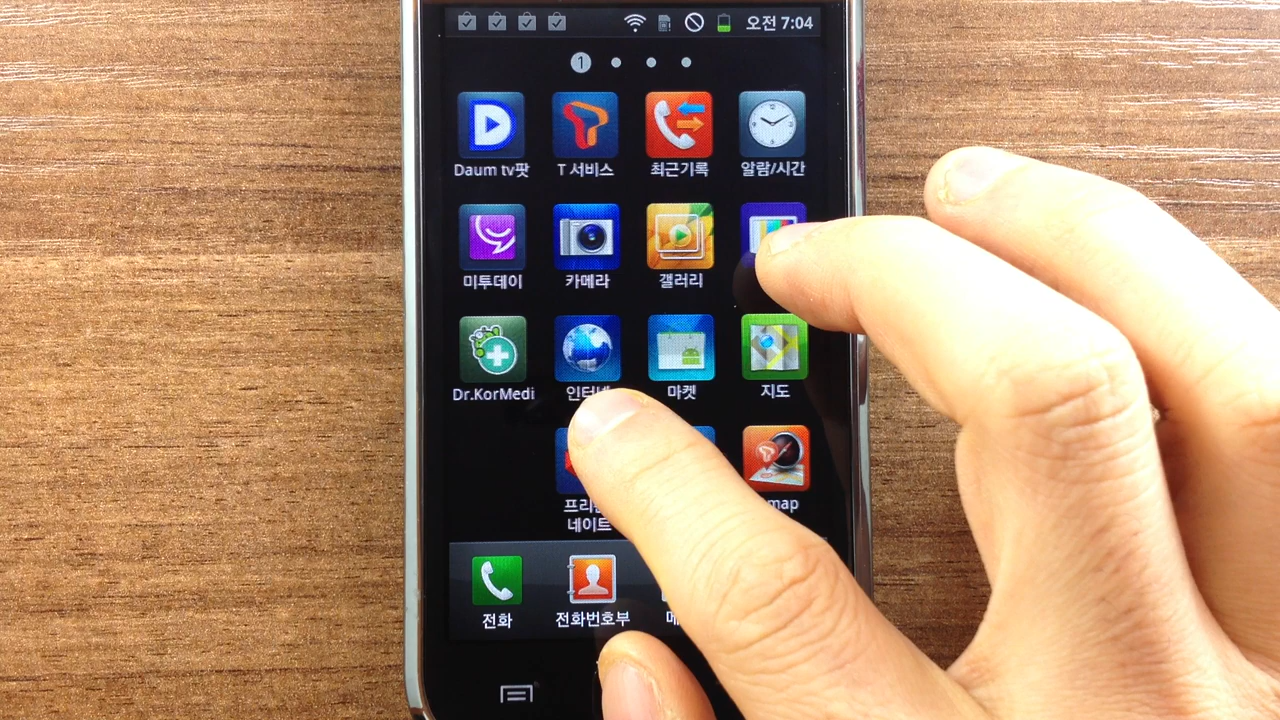 오전 7:04
1
Daum tv팟
T 서비스
최근기록
알람/시간
미투데이
카메라
갤러리
Dr.KorMedi
마켓
지도
네이트
map
전화
전화번호부